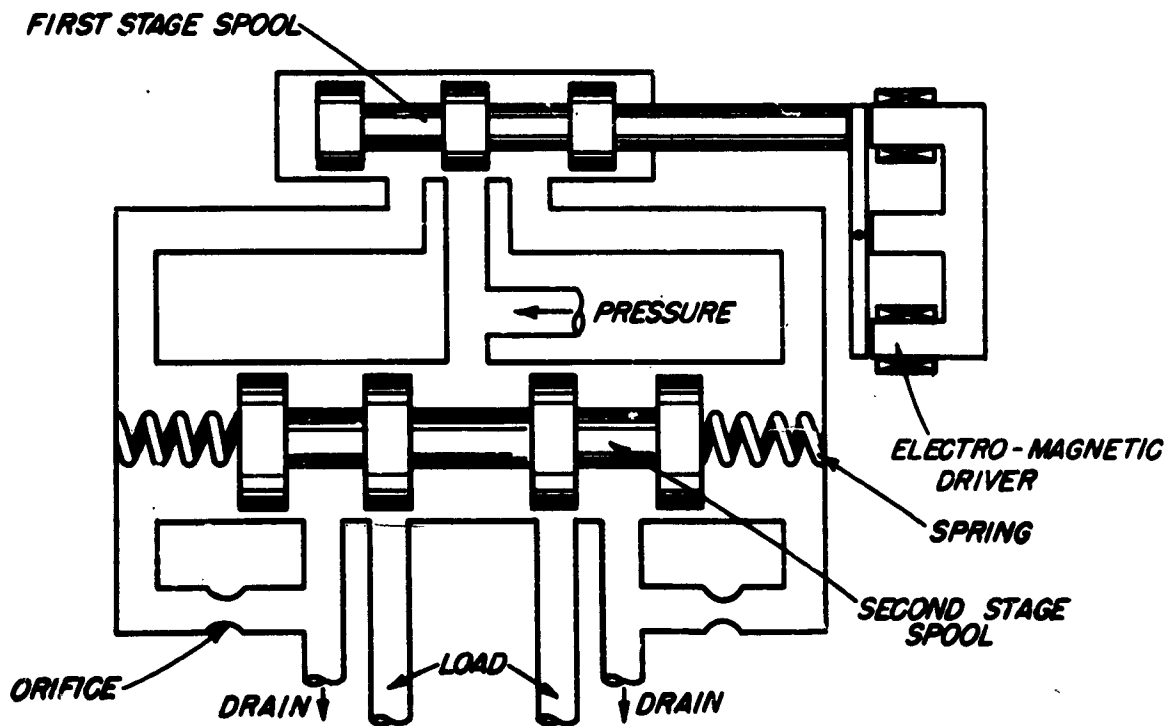 FIRST STAGE SPOOL
PRESSURE
ELECTRO-MAGNETIC
DRIVER
SPRING
SECOND STAGE
SPOOL
ORIFICE
LOAD
DRAIN
DRAIN